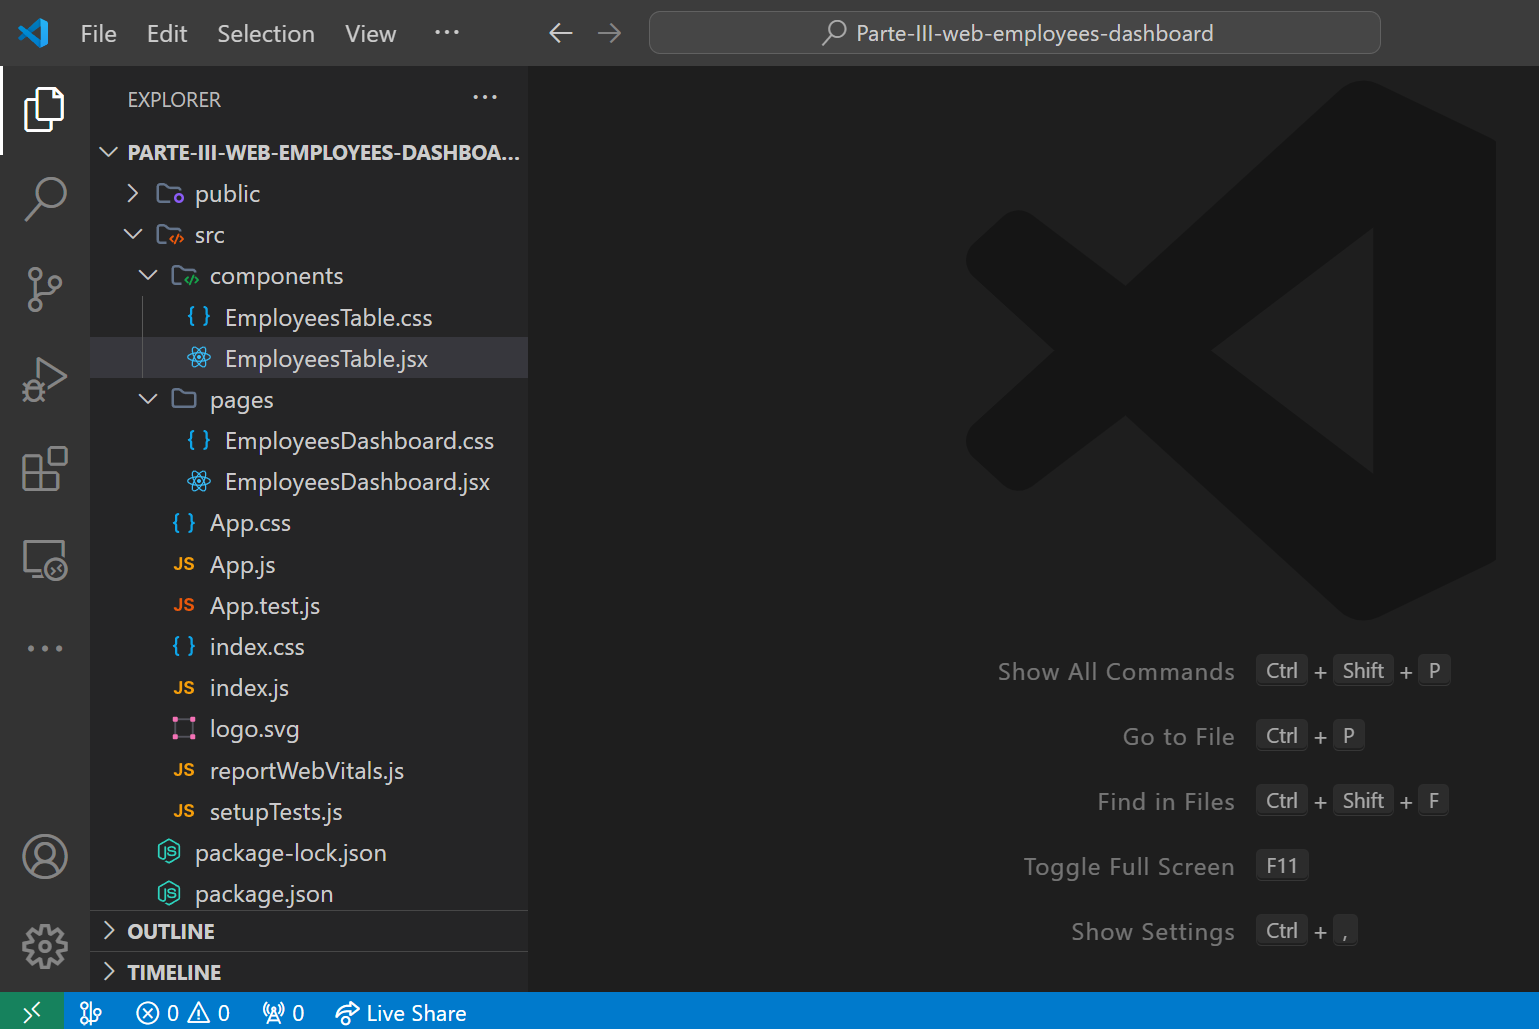 File Edit Selection View ···
Parte-III-web-employees-dashboard
EXPLORER
PARTE-III-WEB-EMPLOYEES-DASHBOA...
public
src
components
{ } EmployeesTable.css
EmployeesTable.jsx
pages
{ } EmployeesDashboard.css
EmployeesDashboard.jsx
{ } App.css
JS App.js
JS App.test.js
{ } index.css
JS index.js
logo.svg
JS reportWebVitals.js
JS setupTests.js
JS package-lock.json
JS package.json
OUTLINE
TIMELINE
Show All Commands Ctrl + Shift + P
Go to File Ctrl + P
Find in Files Ctrl + Shift + F
Toggle Full Screen F11
Show Settings Ctrl + ,
0 0 0 Live Share